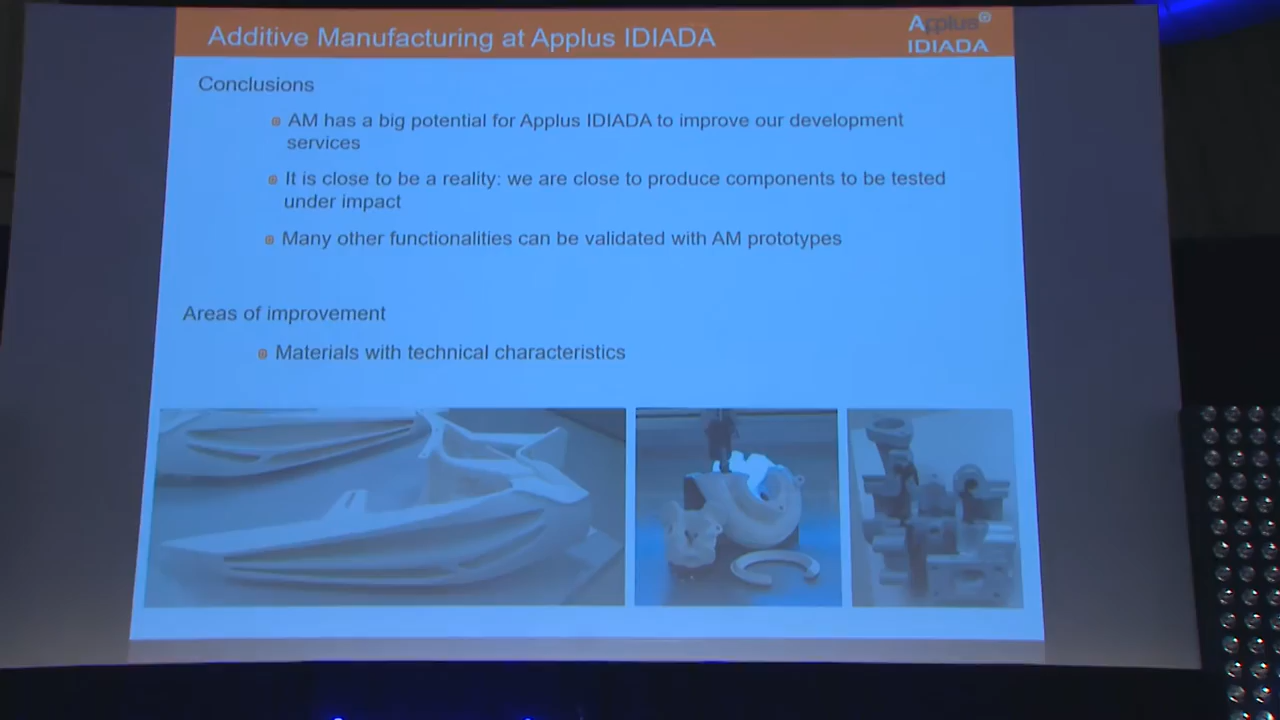 Additive Manufacturing at Applus IDIADA
Applus
IDIADA
Conclusions
AM has a big potential for Applus IDIADA to improve our development
services
It is close to be a reality: we are close to produce components to be tested
under impact
Many other functionalities can be validated with AM prototypes
Areas of improvement
Materials with technical characteristics